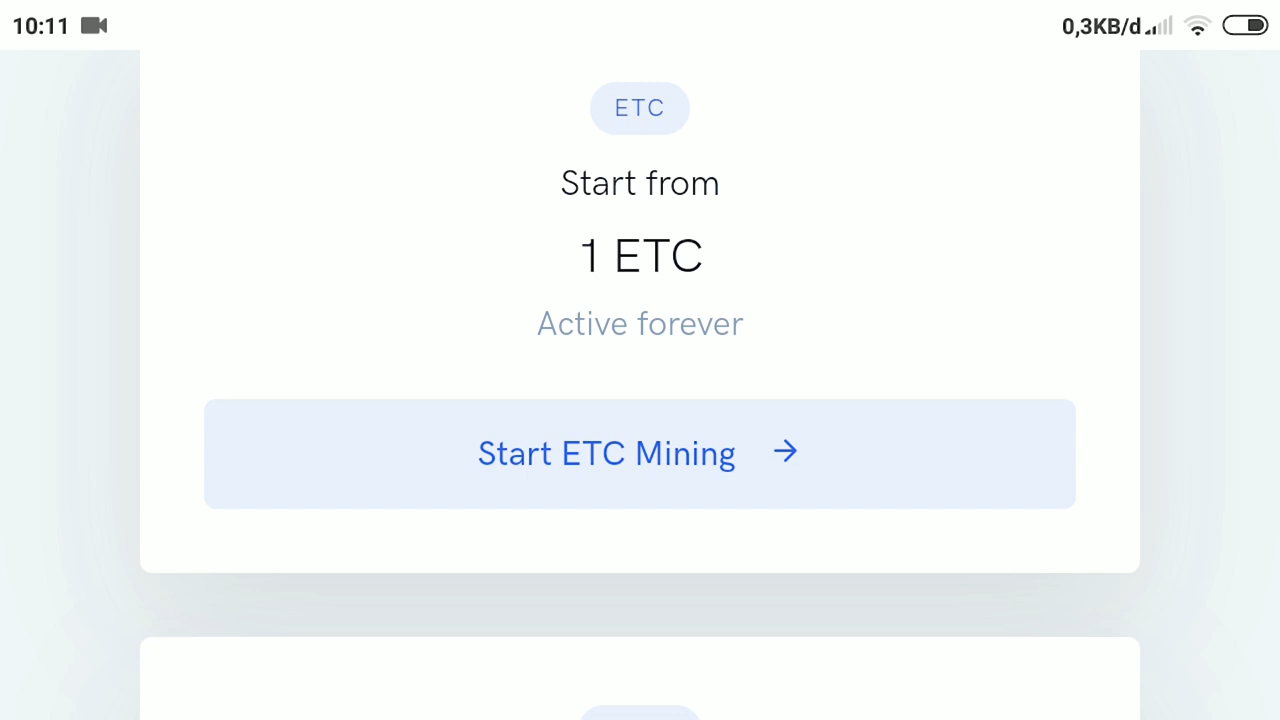 10:11
0,3KB/d
ETC
Start from
1 ETC
Active forever
Start ETC Mining →